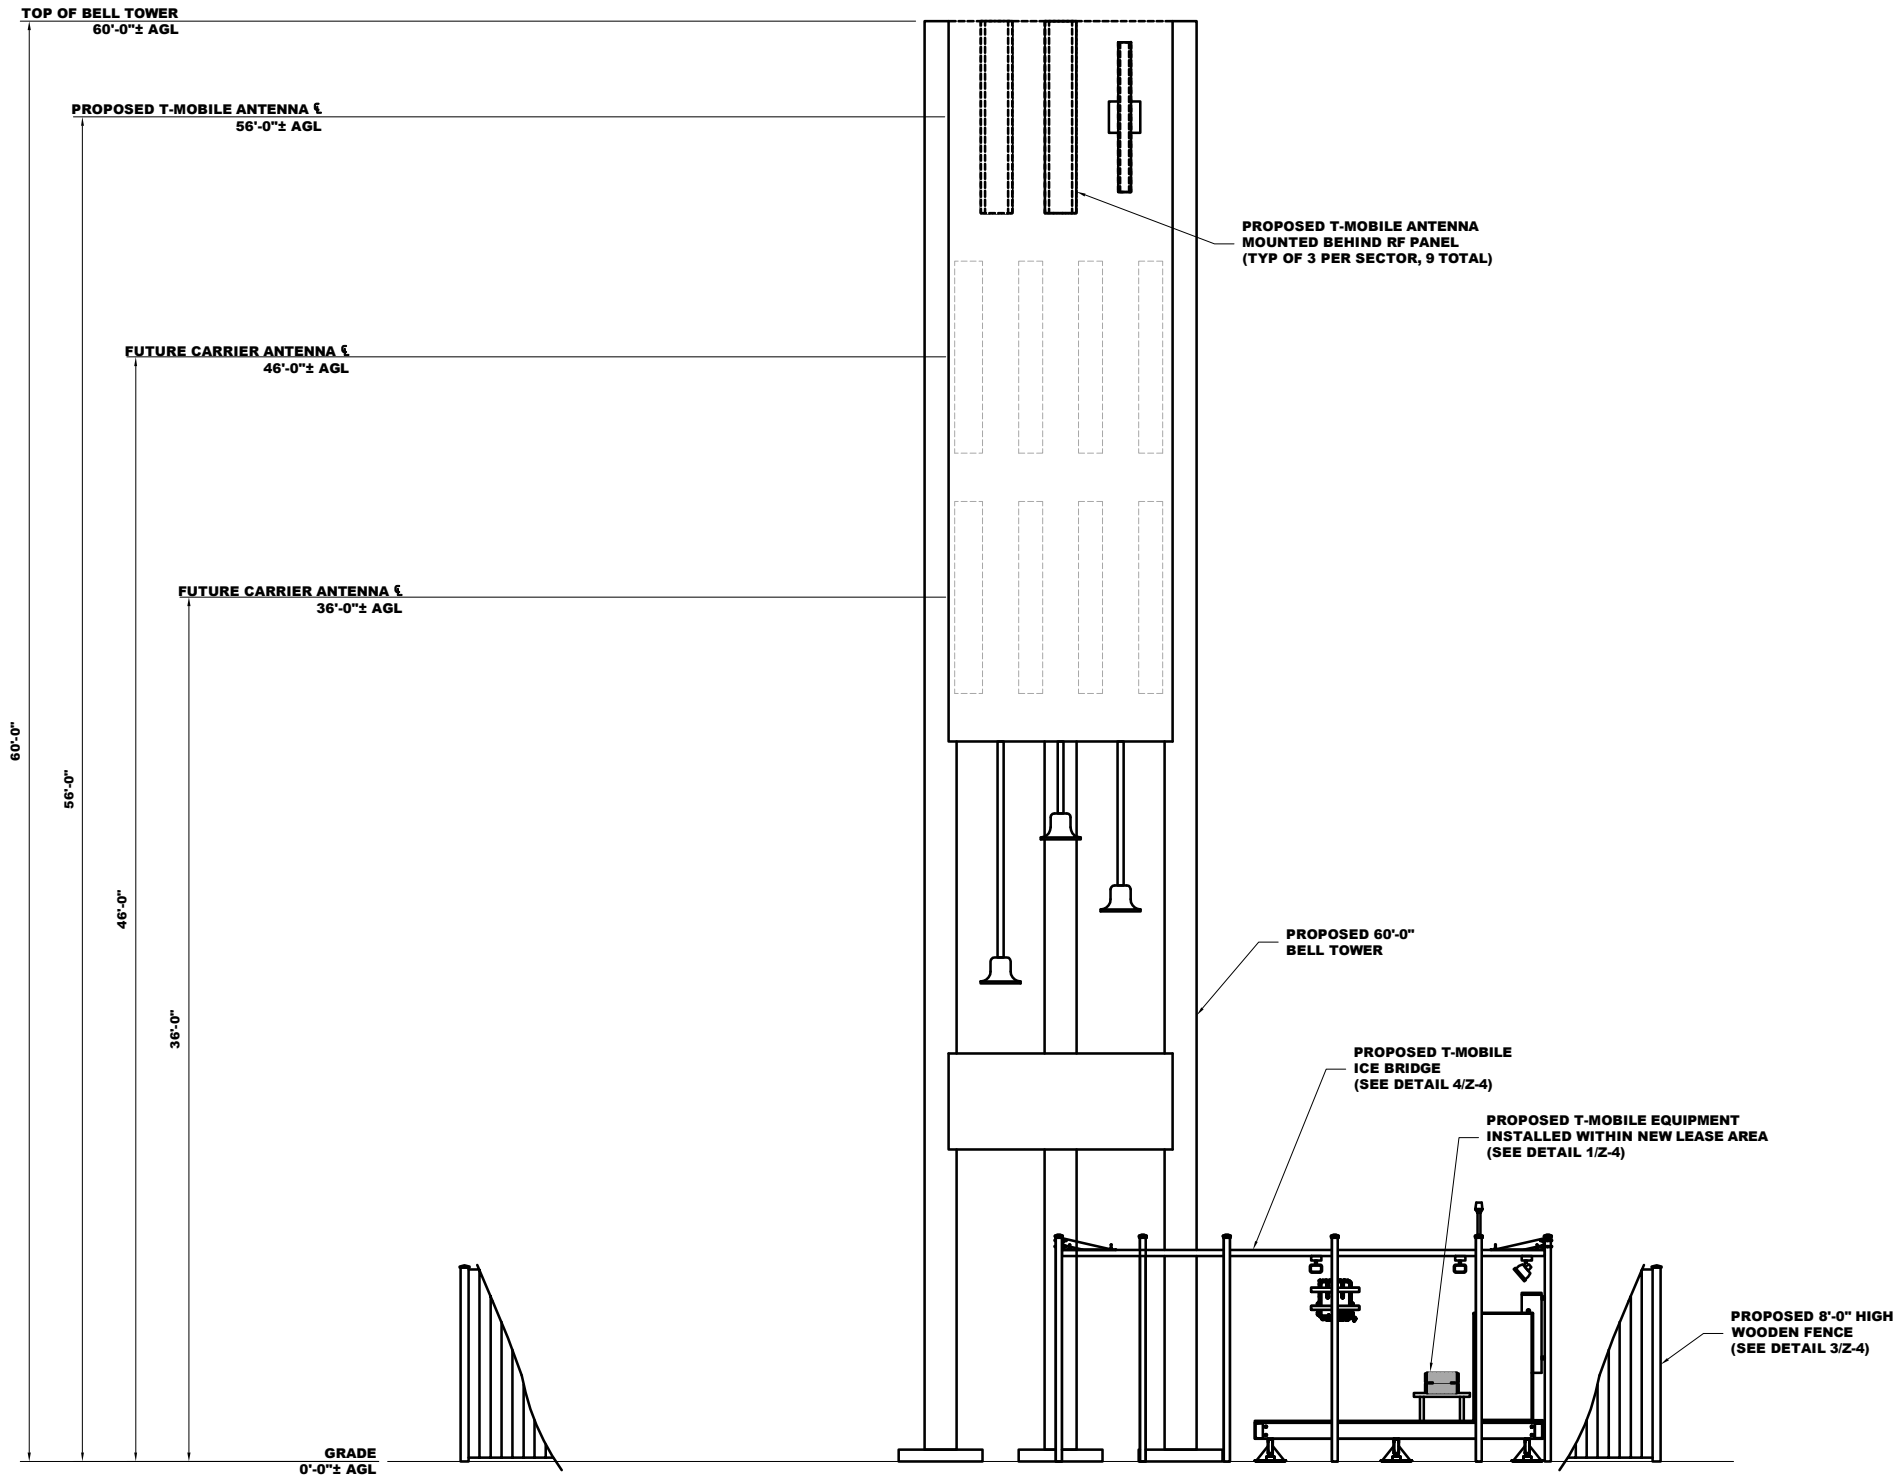 TOP OF BELL TOWER
60'-0"± AGL
PROPOSED T-MOBILE ANTENNA ℄
56'-0"± AGL
PROPOSED T-MOBILE ANTENNA
MOUNTED BEHIND RF PANEL
(TYP OF 3 PER SECTOR, 9 TOTAL)
FUTURE CARRIER ANTENNA ℄
46'-0"± AGL
FUTURE CARRIER ANTENNA ℄
36'-0"± AGL
60'-0"
56'-0"
46'-0"
36'-0"
PROPOSED 60'-0"
BELL TOWER
PROPOSED T-MOBILE
ICE BRIDGE
(SEE DETAIL 4/Z-4)
PROPOSED T-MOBILE EQUIPMENT
INSTALLED WITHIN NEW LEASE AREA
(SEE DETAIL 1/Z-4)
PROPOSED 8'-0" HIGH
WOODEN FENCE
(SEE DETAIL 3/Z-4)
GRADE
0'-0"± AGL